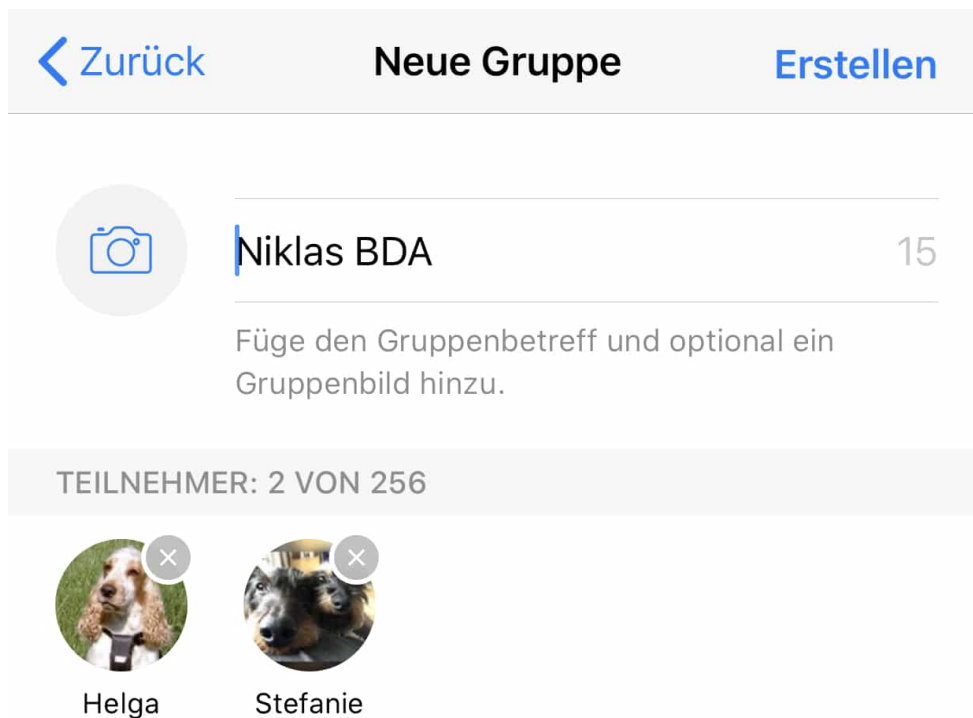 Zurück Neue Gruppe Erstellen
Niklas BDA 15
Füge den Gruppenbetreff und optional ein
Gruppenbild hinzu.
TEILNEHMER: 2 VON 256
Helga Stefanie